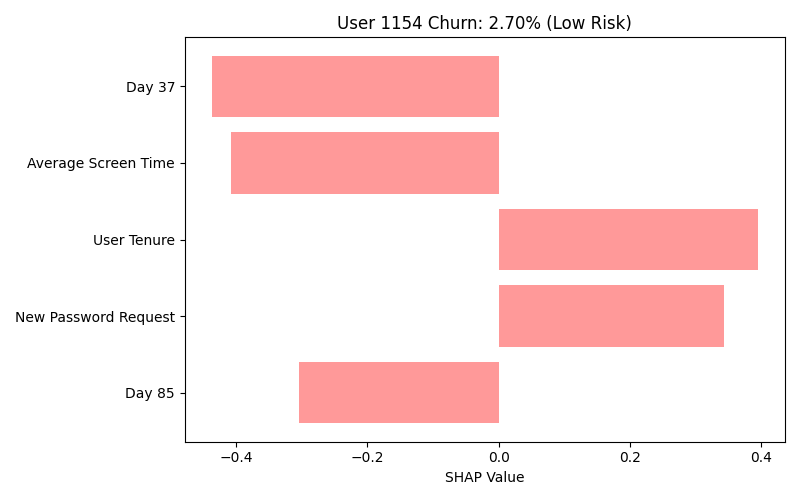 User 1154 Churn: 2.70% (Low Risk)
Day 37
Average Screen Time
User Tenure
New Password Request
Day 85
−0.4 −0.2 0.0 0.2 0.4
SHAP Value